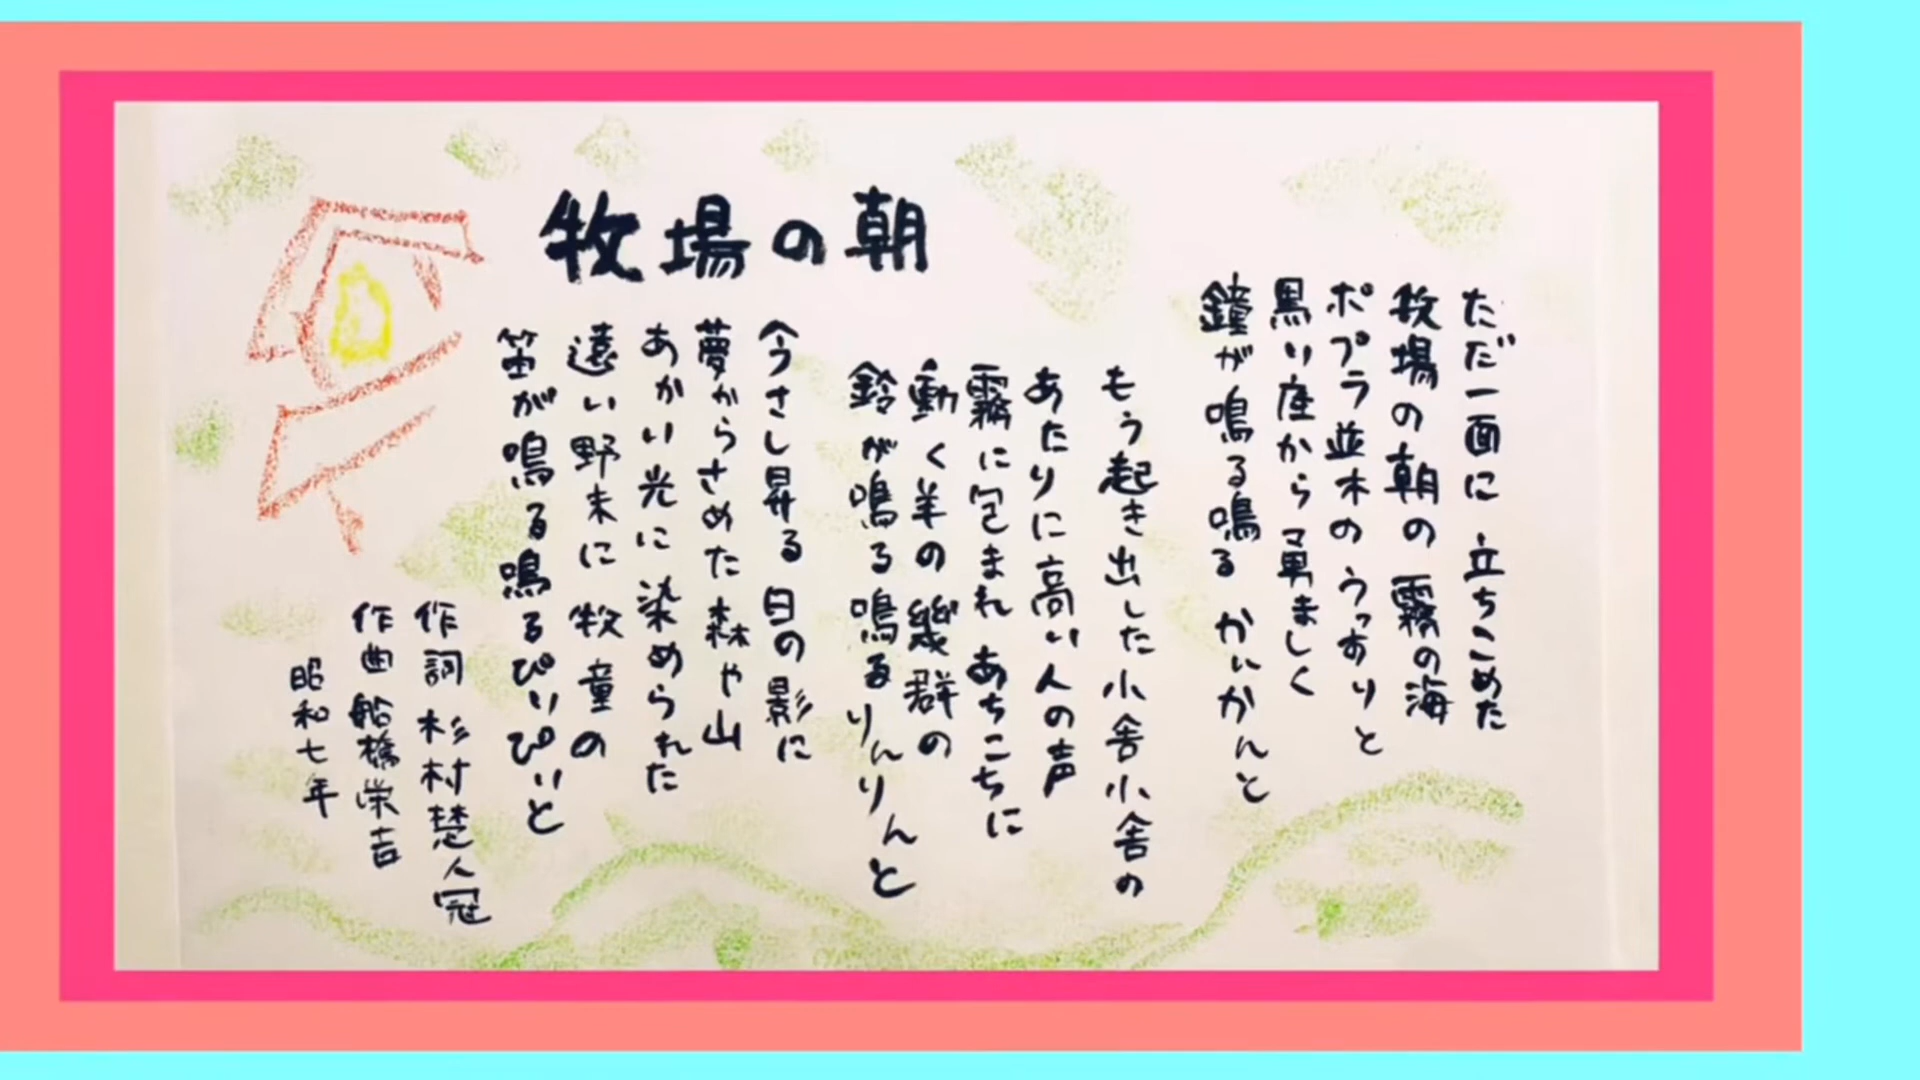 牧場の朝
ただ一面に 立ちこめた
牧場の朝の 霧の海
ポプラ並木の うっすりと
黒い底から 勇ましく
鐘が鳴る鳴る かんかんと
もう起き出した小舎小舎の
あたりに高い人の声
霧に包まれ あちこちに
動く羊の幾群の
鈴が鳴る鳴る りんりんと
今さし昇る 日の影に
夢からさめた 森や山
あかい光に 染められた
遠い野末に 牧童の
笛が鳴る鳴るぴいぴいと
作詞 杉村楚人冠
作曲 船橋栄吉
昭和七年